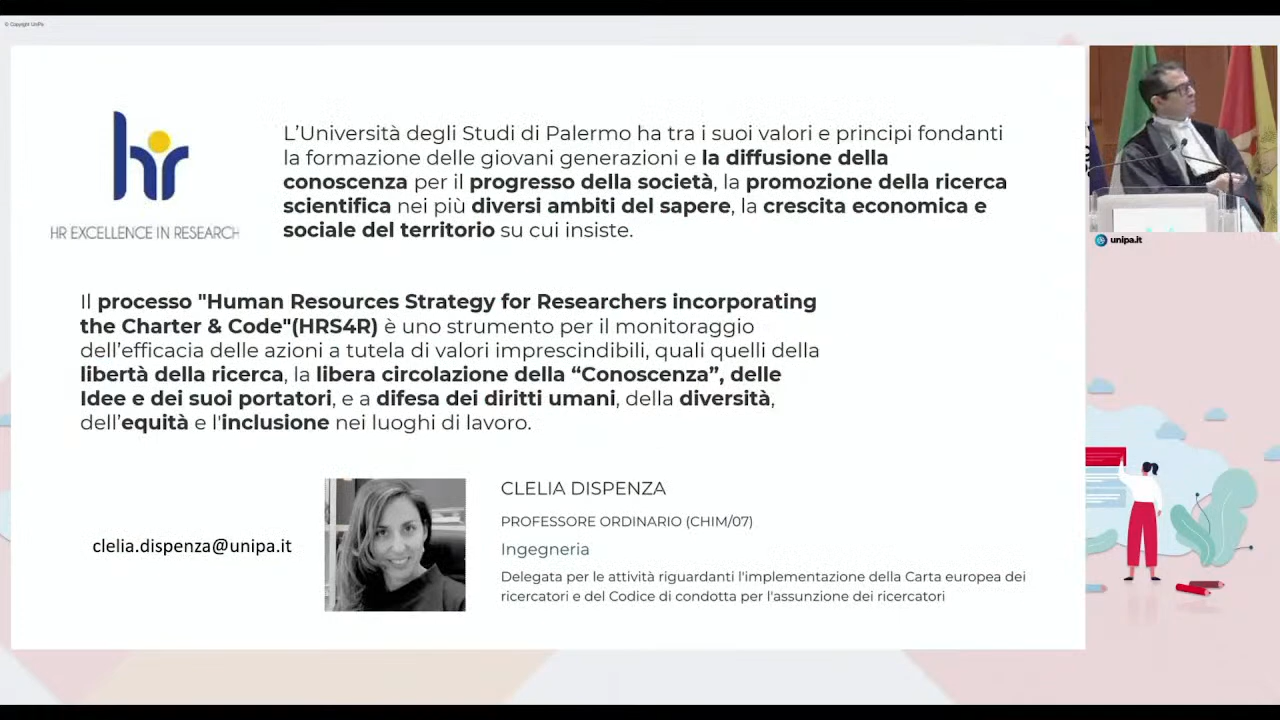 © Copyright UniPa
hr
HR EXCELLENCE IN RESEARCH
L’Università degli Studi di Palermo ha tra i suoi valori e principi fondanti
la formazione delle giovani generazioni e la diffusione della
conoscenza per il progresso della società, la promozione della ricerca
scientifica nei più diversi ambiti del sapere, la crescita economica e
sociale del territorio su cui insiste.
Il processo "Human Resources Strategy for Researchers incorporating
the Charter & Code"(HRS4R) è uno strumento per il monitoraggio
dell’efficacia delle azioni a tutela di valori imprescindibili, quali quelli della
libertà della ricerca, la libera circolazione della “Conoscenza”, delle
Idee e dei suoi portatori, e a difesa dei diritti umani, della diversità,
dell’equità e l'inclusione nei luoghi di lavoro.
clelia.dispenza@unipa.it
CLELIA DISPENZA
PROFESSORE ORDINARIO (CHIM/07)
Ingegneria
Delegata per le attività riguardanti l'implementazione della Carta europea dei
ricercatori e del Codice di condotta per l'assunzione dei ricercatori
unipa.it